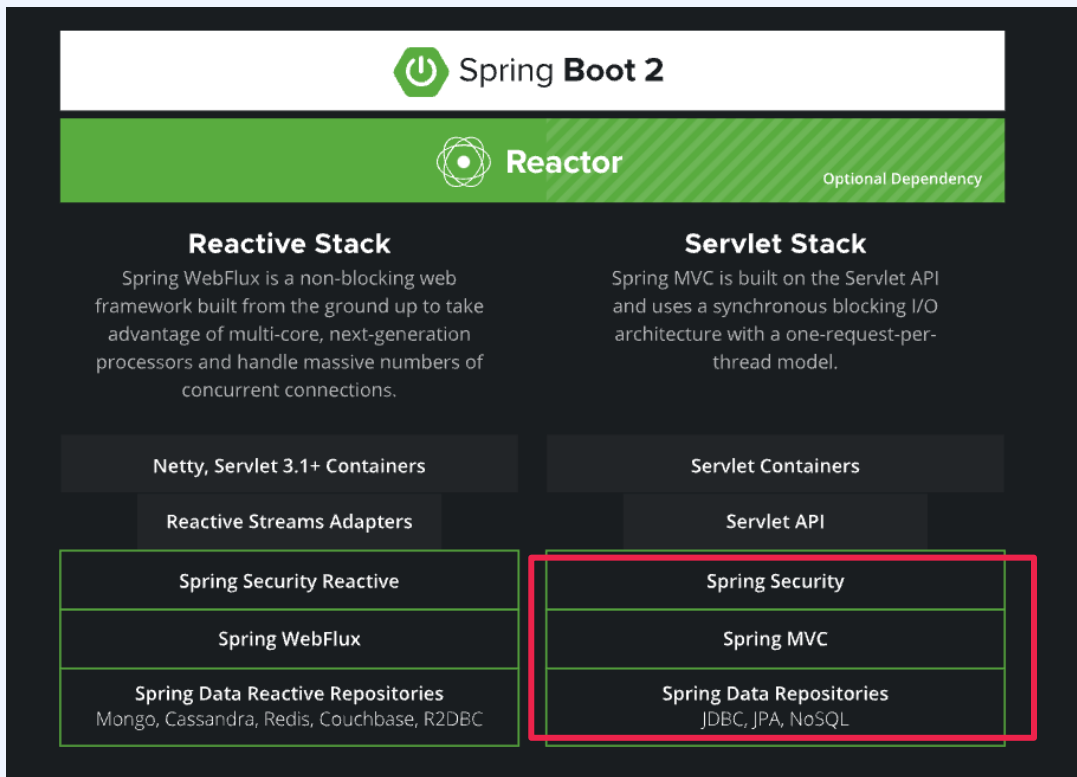 Spring Boot 2
Reactor
Optional Dependency
Reactive Stack
Spring WebFlux is a non-blocking web
framework built from the ground up to take
advantage of multi-core, next-generation
processors and handle massive numbers of
concurrent connections.
Servlet Stack
Spring MVC is built on the Servlet API
and uses a synchronous blocking I/O
architecture with a one-request-per-
thread model.
Netty, Servlet 3.1+ Containers
Servlet Containers
Reactive Streams Adapters
Servlet API
Spring Security Reactive
Spring Security
Spring WebFlux
Spring MVC
Spring Data Reactive Repositories
Mongo, Cassandra, Redis, Couchbase, R2DBC
Spring Data Repositories
JDBC, JPA, NoSQL